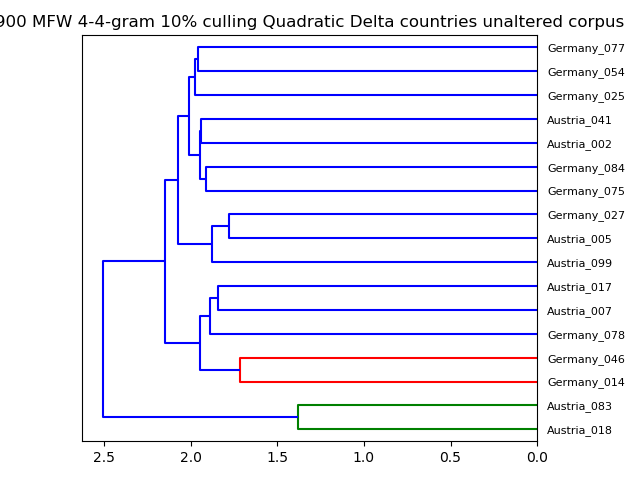 900 MFW 4-4-gram 10% culling Quadratic Delta countries unaltered corpus
Germany_077
Germany_054
Germany_025
Austria_041
Austria_002
Germany_084
Germany_075
Germany_027
Austria_005
Austria_099
Austria_017
Austria_007
Germany_078
Germany_046
Germany_014
Austria_083
Austria_018
2.5 2.0 1.5 1.0 0.5 0.0